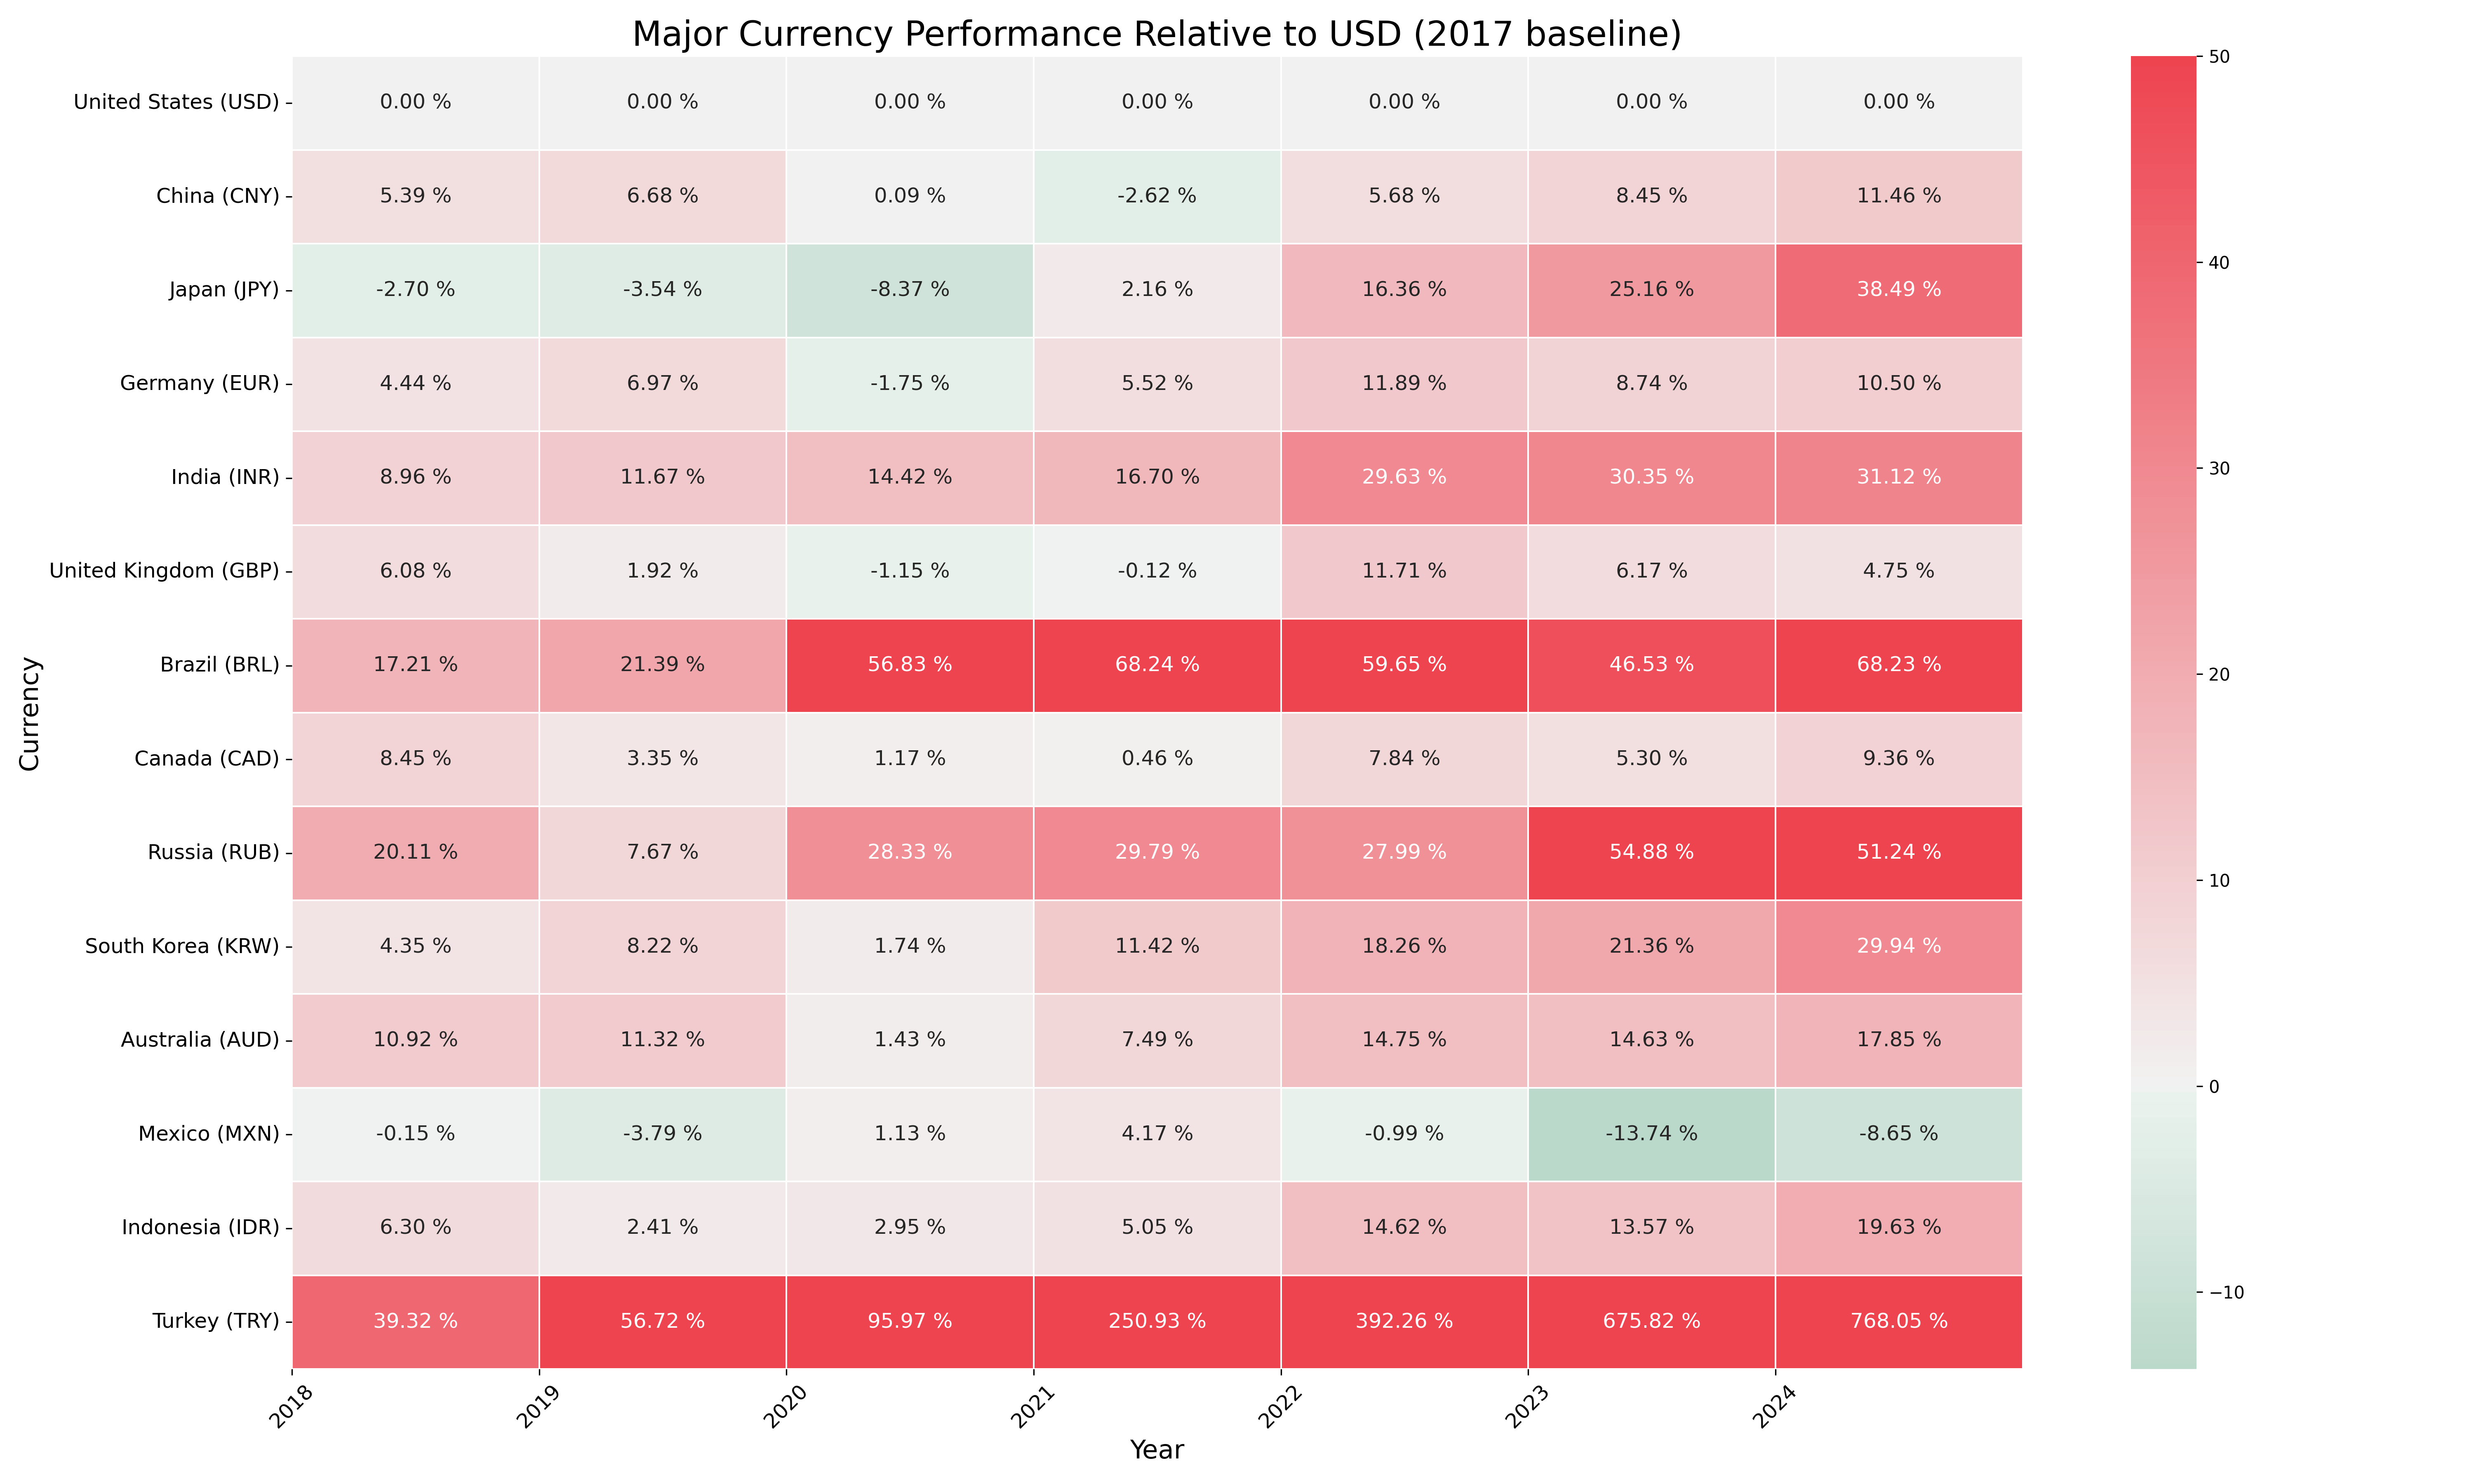 Major Currency Performance Relative to USD (2017 baseline)
United States (USD) 0.00 % 0.00 % 0.00 % 0.00 % 0.00 % 0.00 % 0.00 %
China (CNY) 5.39 % 6.68 % 0.09 % -2.62 % 5.68 % 8.45 % 11.46 %
Japan (JPY) -2.70 % -3.54 % -8.37 % 2.16 % 16.36 % 25.16 % 38.49 %
Germany (EUR) 4.44 % 6.97 % -1.75 % 5.52 % 11.89 % 8.74 % 10.50 %
India (INR) 8.96 % 11.67 % 14.42 % 16.70 % 29.63 % 30.35 % 31.12 %
United Kingdom (GBP) 6.08 % 1.92 % -1.15 % -0.12 % 11.71 % 6.17 % 4.75 %
Brazil (BRL) 17.21 % 21.39 % 56.83 % 68.24 % 59.65 % 46.53 % 68.23 %
Canada (CAD) 8.45 % 3.35 % 1.17 % 0.46 % 7.84 % 5.30 % 9.36 %
Russia (RUB) 20.11 % 7.67 % 28.33 % 29.79 % 27.99 % 54.88 % 51.24 %
South Korea (KRW) 4.35 % 8.22 % 1.74 % 11.42 % 18.26 % 21.36 % 29.94 %
Australia (AUD) 10.92 % 11.32 % 1.43 % 7.49 % 14.75 % 14.63 % 17.85 %
Mexico (MXN) -0.15 % -3.79 % 1.13 % 4.17 % -0.99 % -13.74 % -8.65 %
Indonesia (IDR) 6.30 % 2.41 % 2.95 % 5.05 % 14.62 % 13.57 % 19.63 %
Turkey (TRY) 39.32 % 56.72 % 95.97 % 250.93 % 392.26 % 675.82 % 768.05 %
2018 2019 2020 2021 2022 2023 2024
Year
Currency
50
40
30
20
10
0
−10